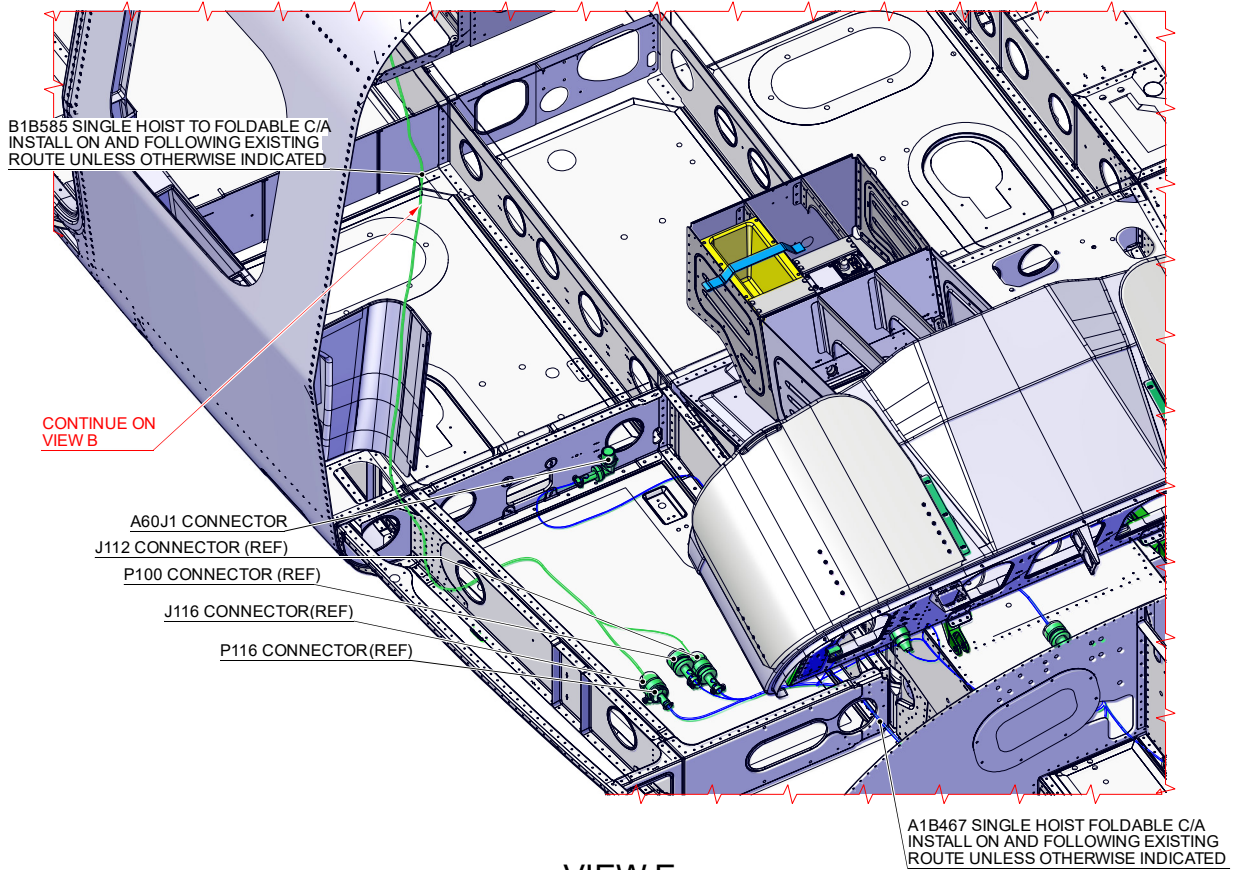 B1B585 SINGLE HOIST TO FOLDABLE C/A
INSTALL ON AND FOLLOWING EXISTING
ROUTE UNLESS OTHERWISE INDICATED
CONTINUE ON
VIEW B
A60J1 CONNECTOR
J112 CONNECTOR (REF)
P100 CONNECTOR (REF)
J116 CONNECTOR(REF)
P116 CONNECTOR(REF)
A1B467 SINGLE HOIST FOLDABLE C/A
INSTALL ON AND FOLLOWING EXISTING
ROUTE UNLESS OTHERWISE INDICATED